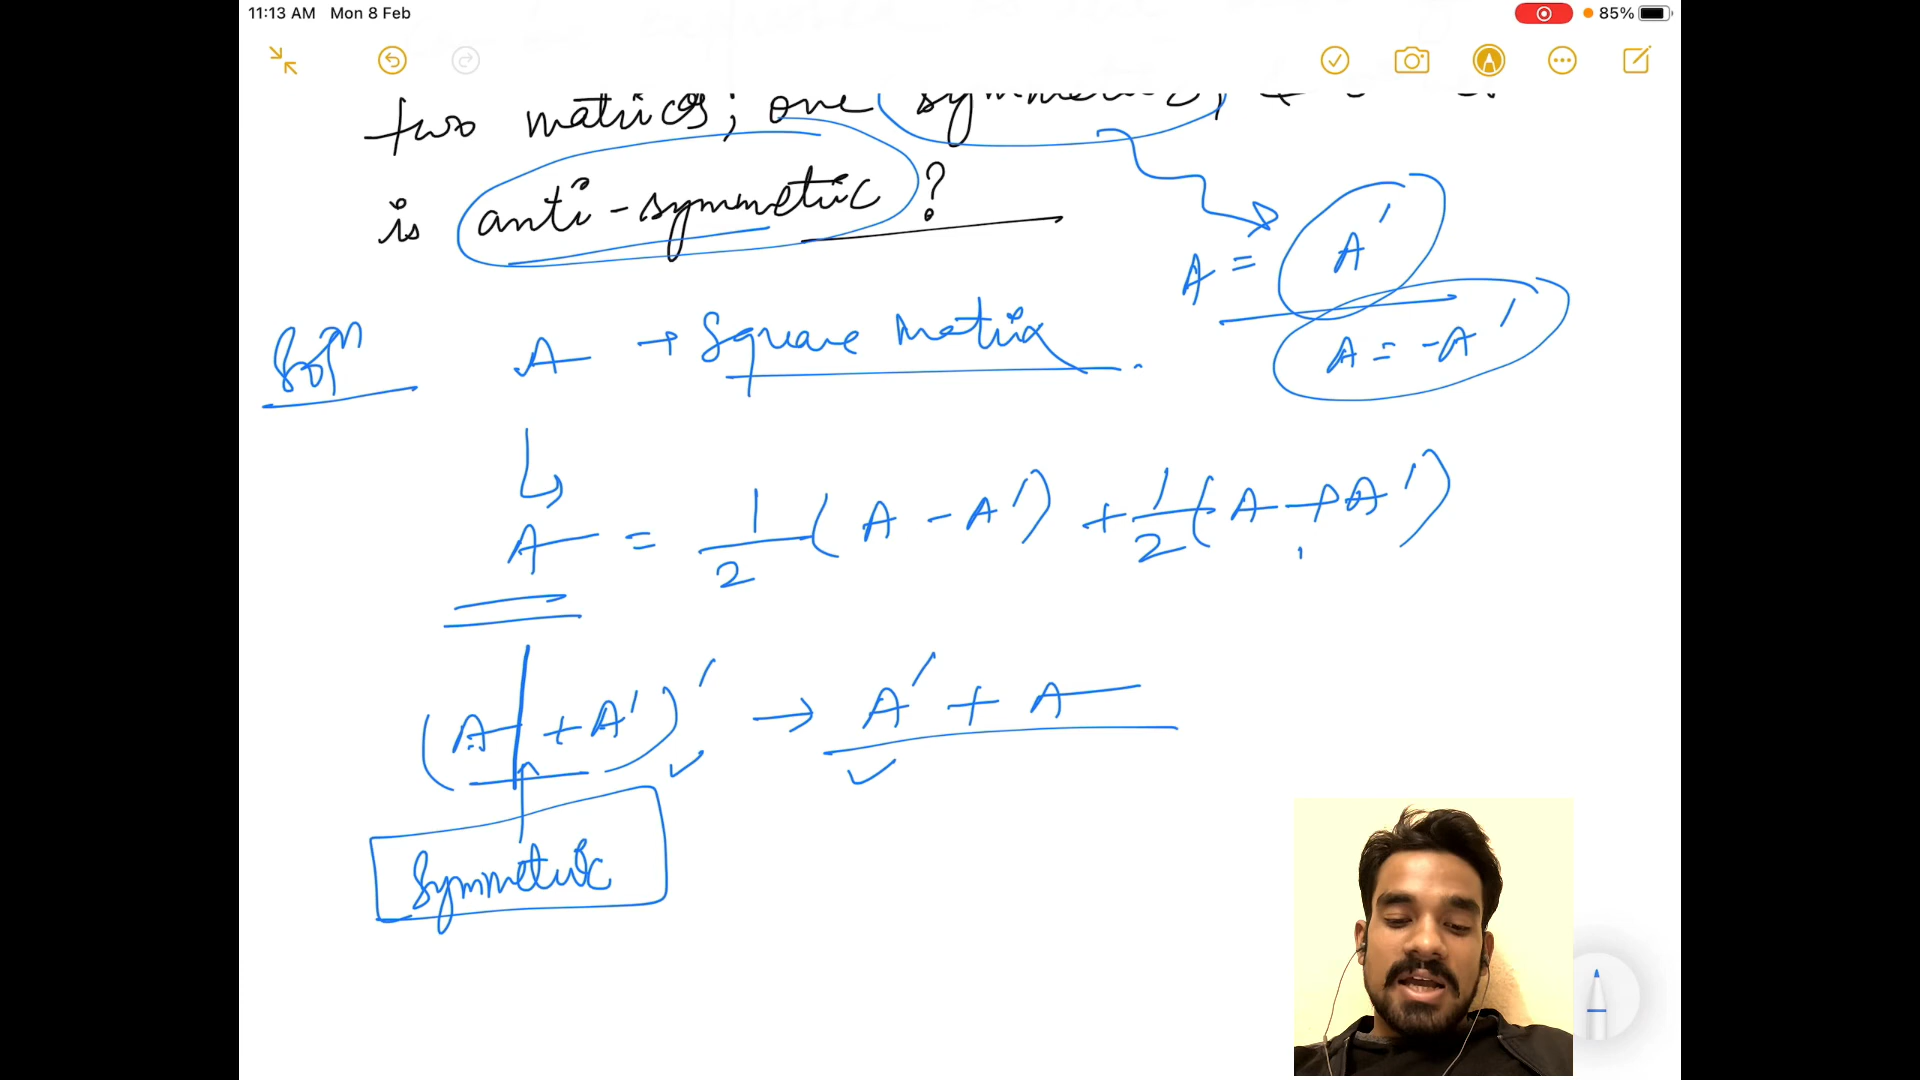 11:13 AM Mon 8 Feb
85%
two matrices; one symmetric,
is anti-symmetric ?
A = A'
A = -A'
Solⁿ A → Square Matrix.
A = 1/2 ( A - A' ) + 1/2 ( A + A' )
(A + A')' → A' + A
Symmetric